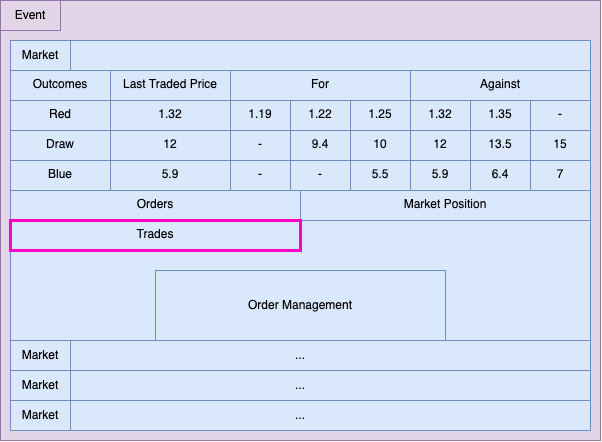 Event
Market
Outcomes Last Traded Price For Against
Red 1.32 1.19 1.22 1.25 1.32 1.35 -
Draw 12 - 9.4 10 12 13.5 15
Blue 5.9 - - 5.5 5.9 6.4 7
Orders Market Position
Trades
Order Management
Market ...
Market ...
Market ...